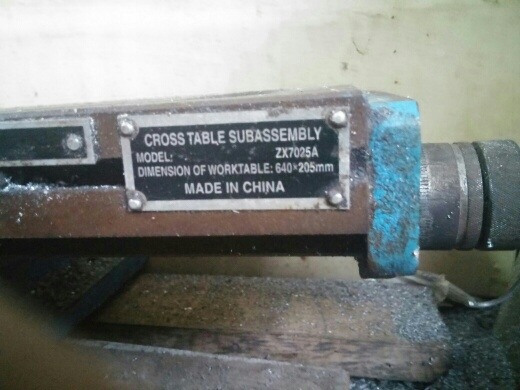 CROSS TABLE SUBASSEMBLY
MODEL: ZX7025A
DIMENSION OF WORKTABLE: 640×205mm
MADE IN CHINA